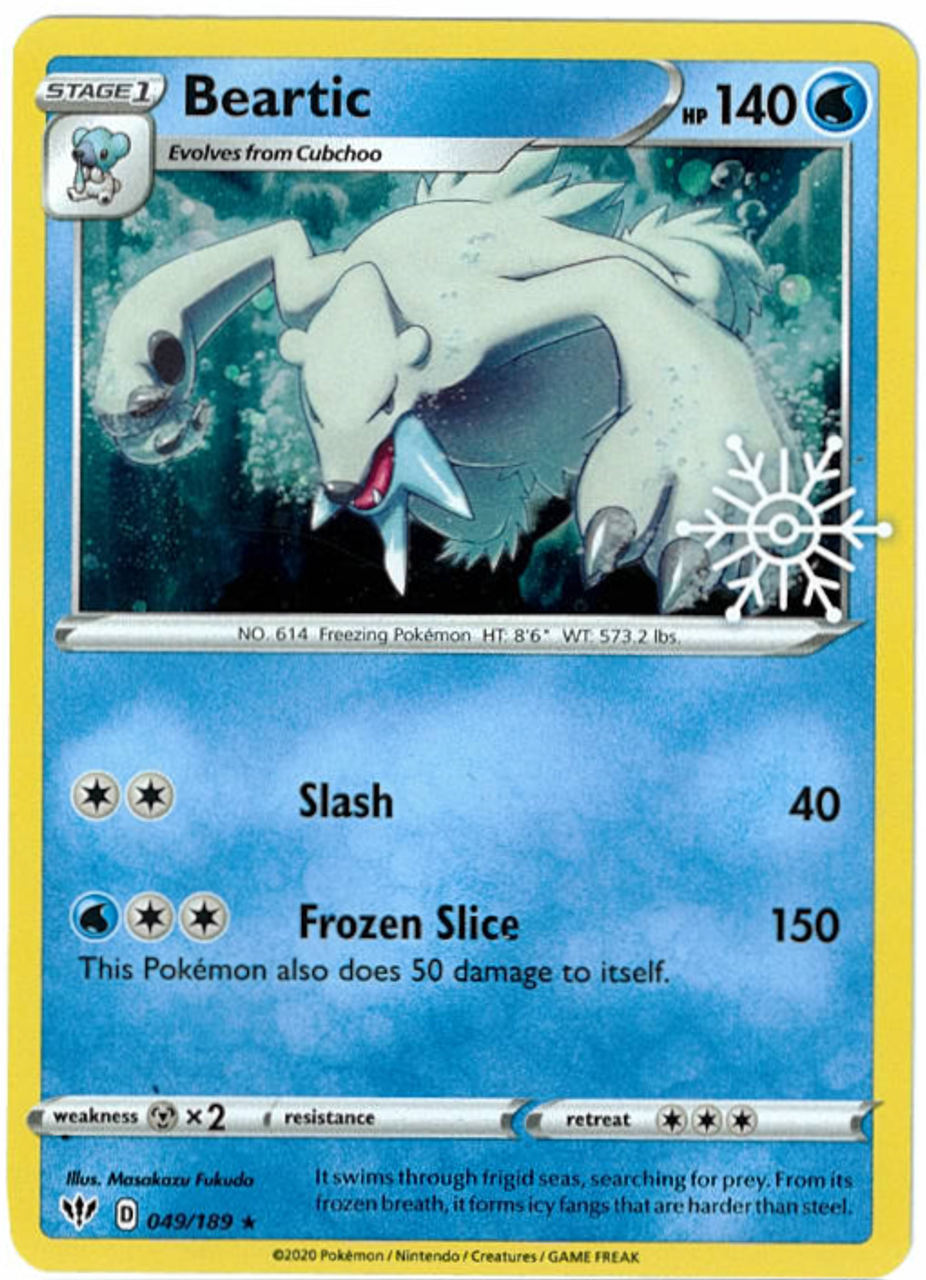 STAGE 1
Beartic
HP 140
Evolves from Cubchoo
NO. 614 Freezing Pokémon HT: 8'6" WT: 573.2 lbs.
Slash 40
Frozen Slice 150
This Pokémon also does 50 damage to itself.
weakness ×2 resistance retreat
Illus. Masakazu Fukuda
It swims through frigid seas, searching for prey. From its
frozen breath, it forms icy fangs that are harder than steel.
D 049/189 ★
©2020 Pokémon / Nintendo / Creatures / GAME FREAK